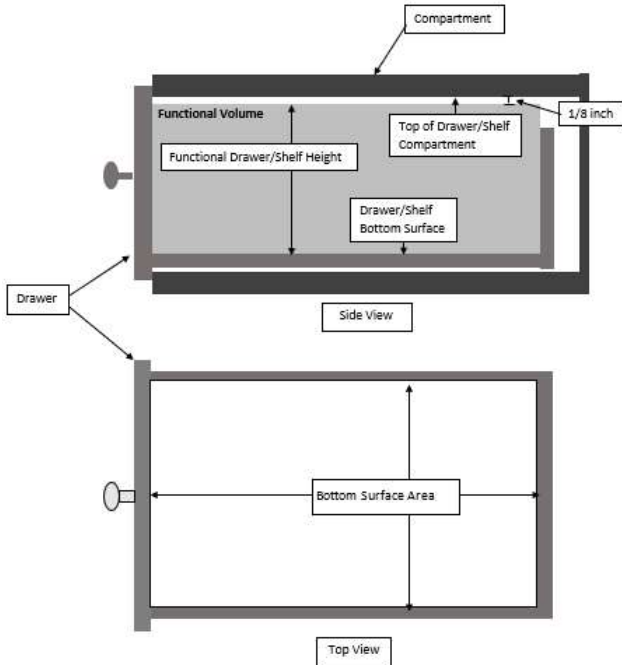 Compartment
Functional Volume
1/8 inch
Top of Drawer/Shelf
Compartment
Functional Drawer/Shelf Height
Drawer/Shelf
Bottom Surface
Drawer
Side View
Bottom Surface Area
Top View